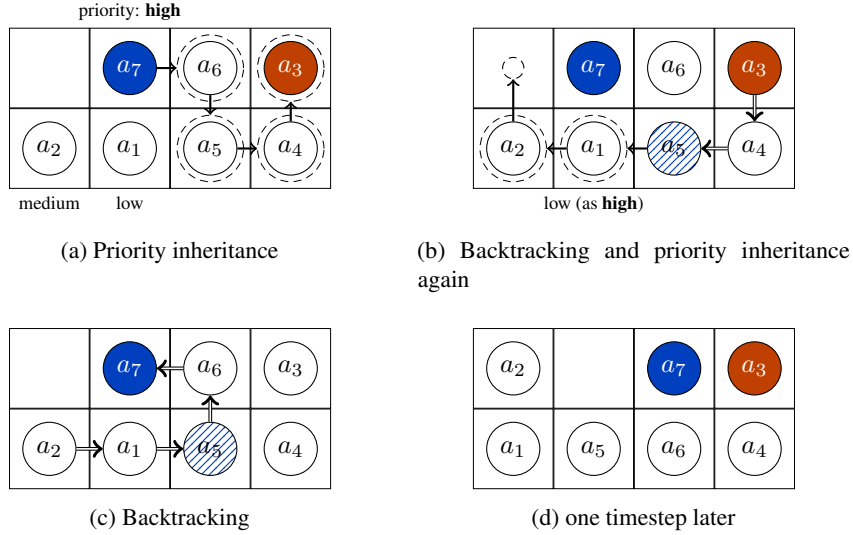 priority: high
a7 a6 a3
a2 a1 a5 a4
medium low
(a) Priority inheritance
a7 a6 a3
a2 a1 a5 a4
low (as high)
(b) Backtracking and priority inheritance
again
a7 a6 a3
a2 a1 a5 a4
(c) Backtracking
a2 a7 a3
a1 a5 a6 a4
(d) one timestep later